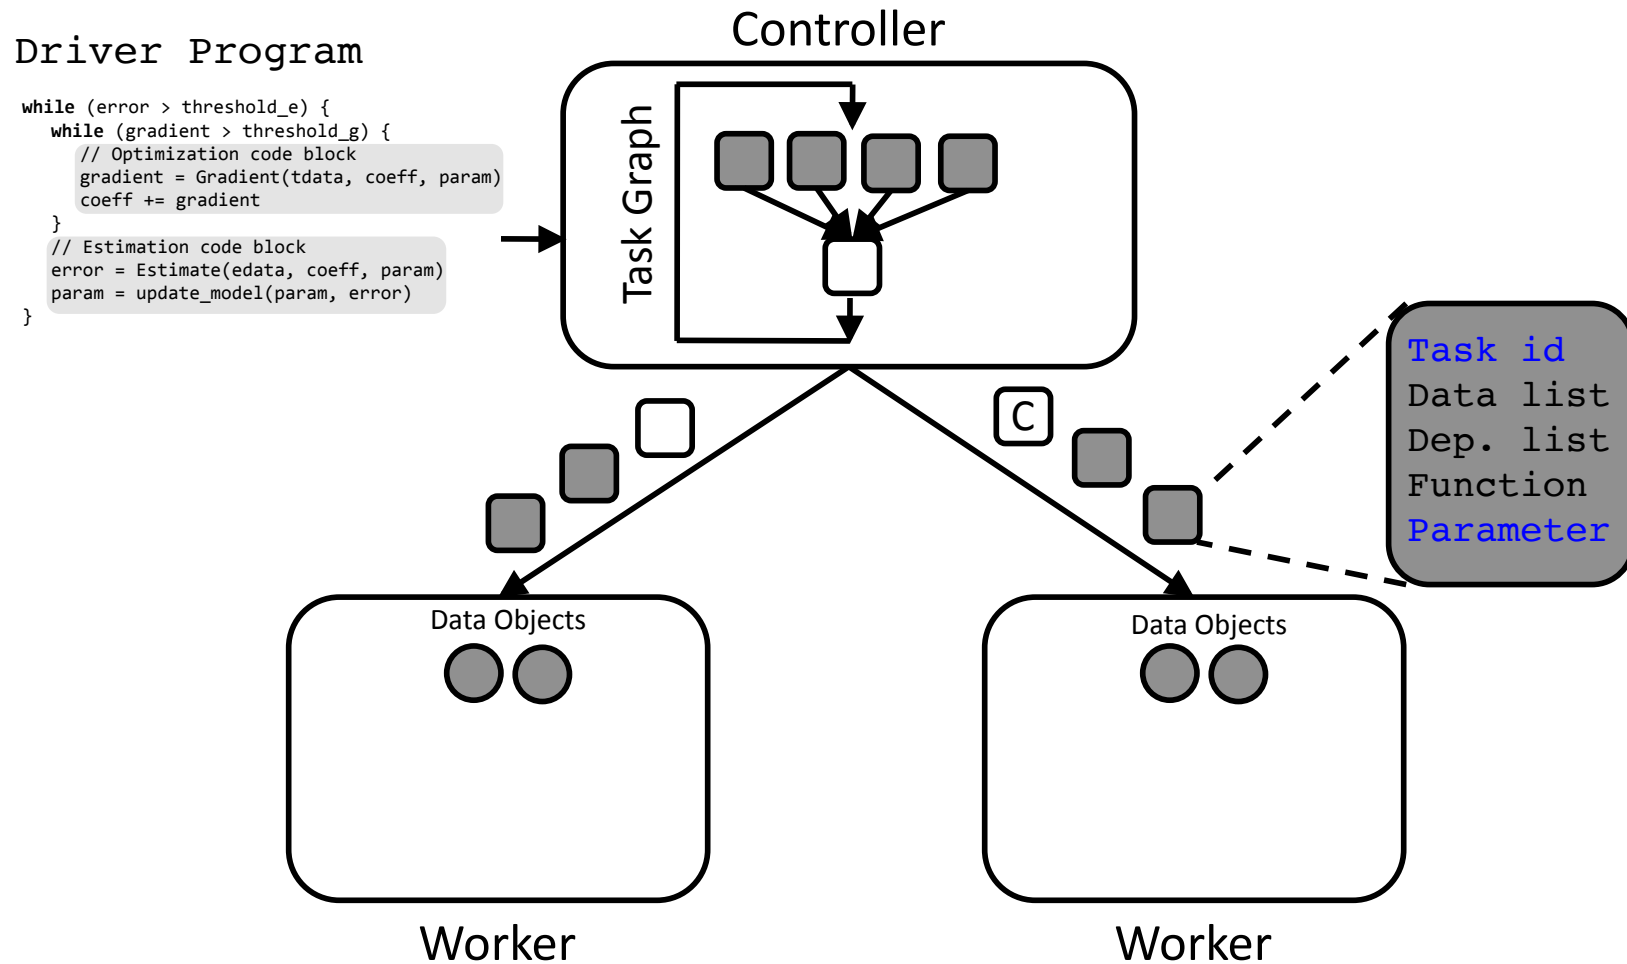 Controller
Driver Program
while (error > threshold_e) {
while (gradient > threshold_g) {
// Optimization code block
gradient = Gradient(tdata, coeff, param)
coeff += gradient
}
// Estimation code block
error = Estimate(edata, coeff, param)
param = update_model(param, error)
}
Task Graph
C
Task id
Data list
Dep. list
Function
Parameter
Data Objects
Data Objects
Worker
Worker